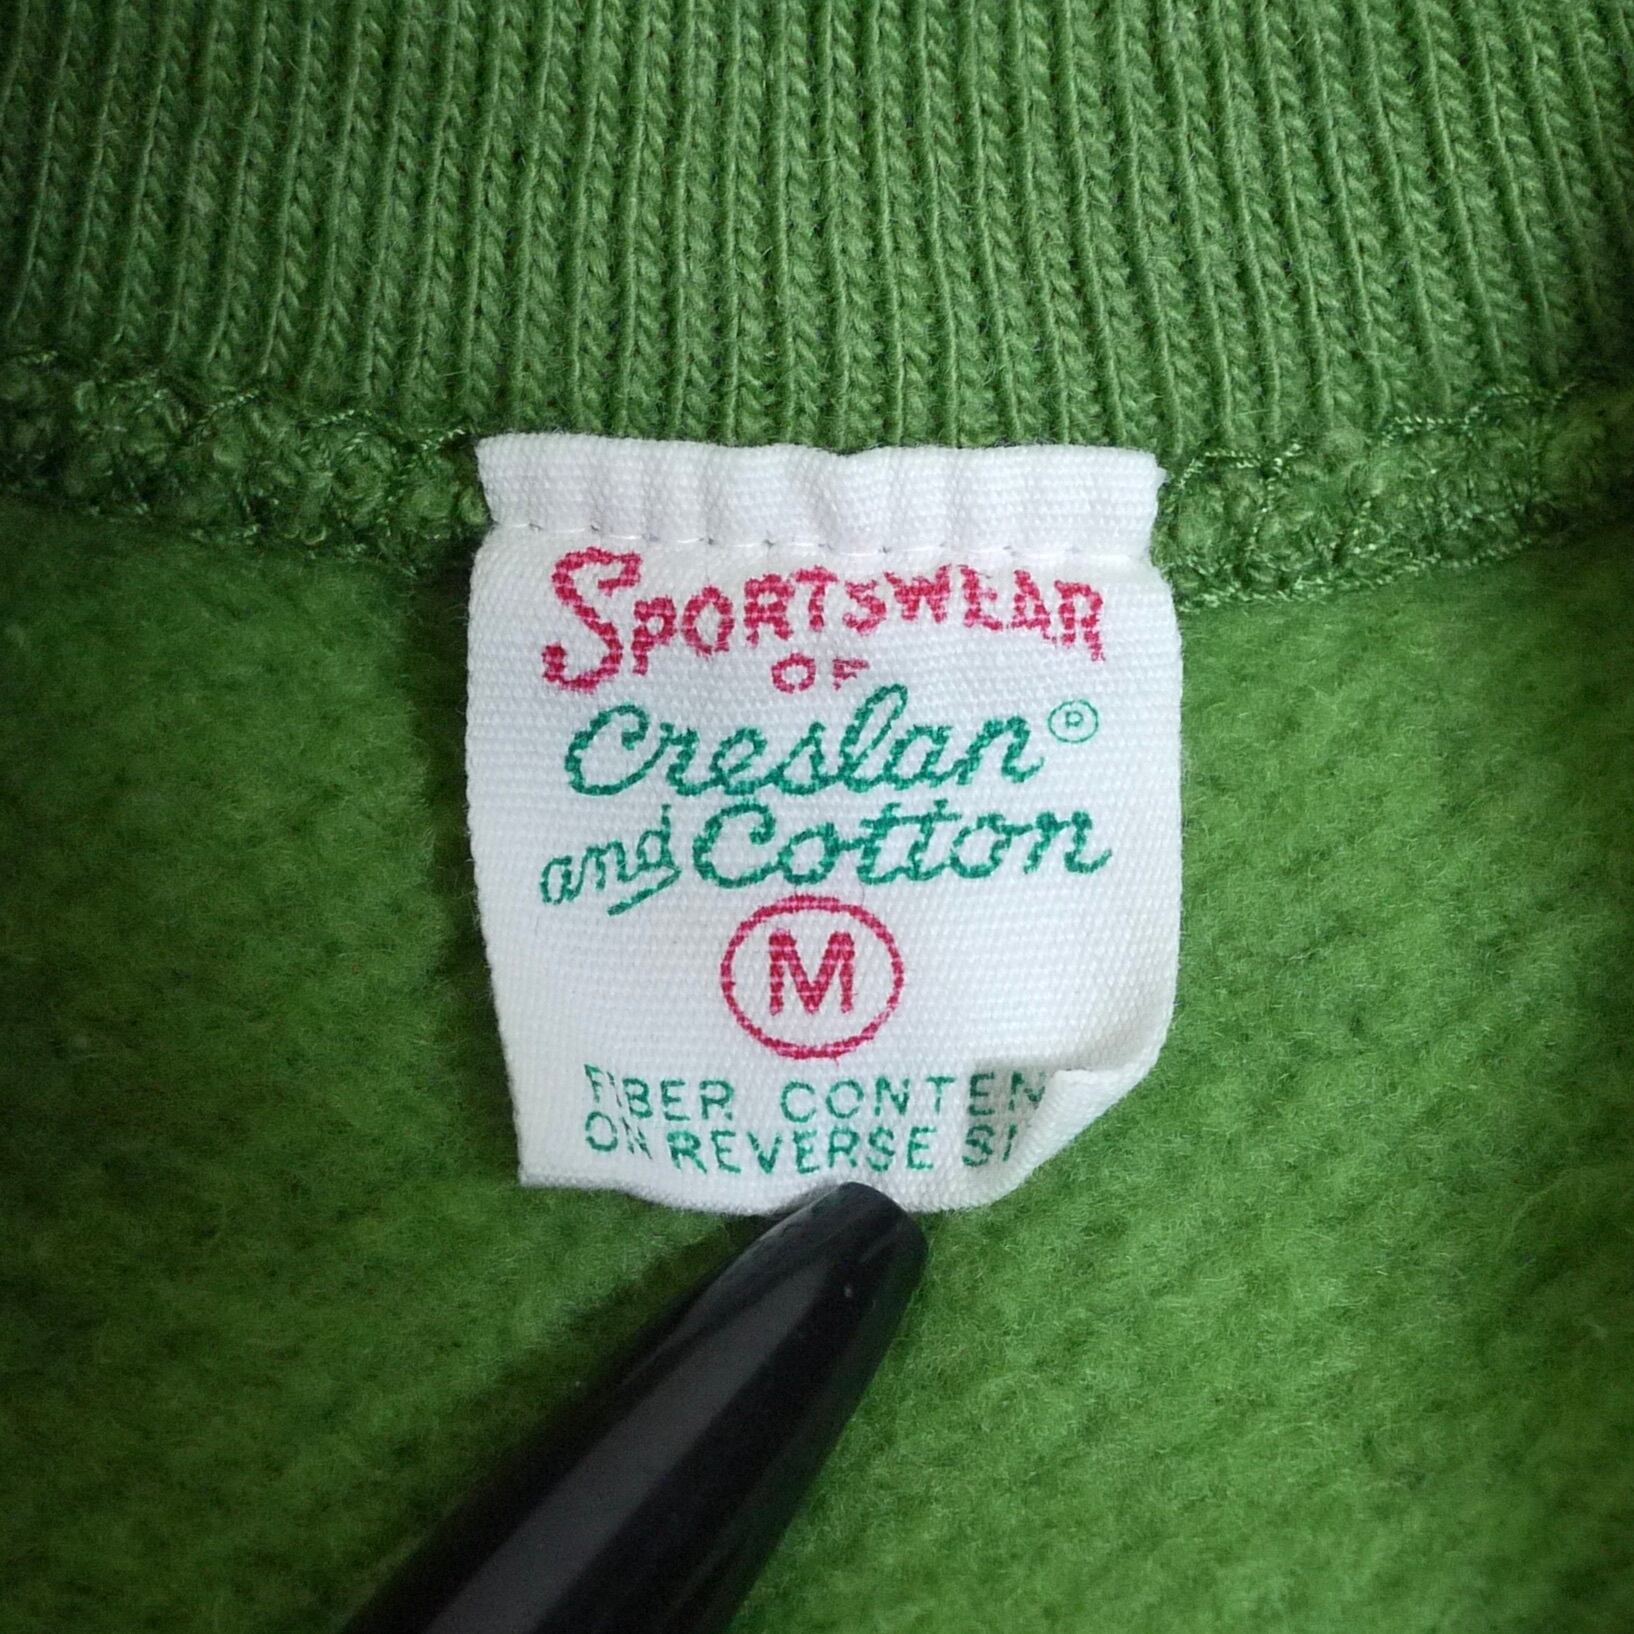 SPORTSWEAR
OF
Creslan®
and Cotton
M
FIBER CONTEN
ON REVERSE SI